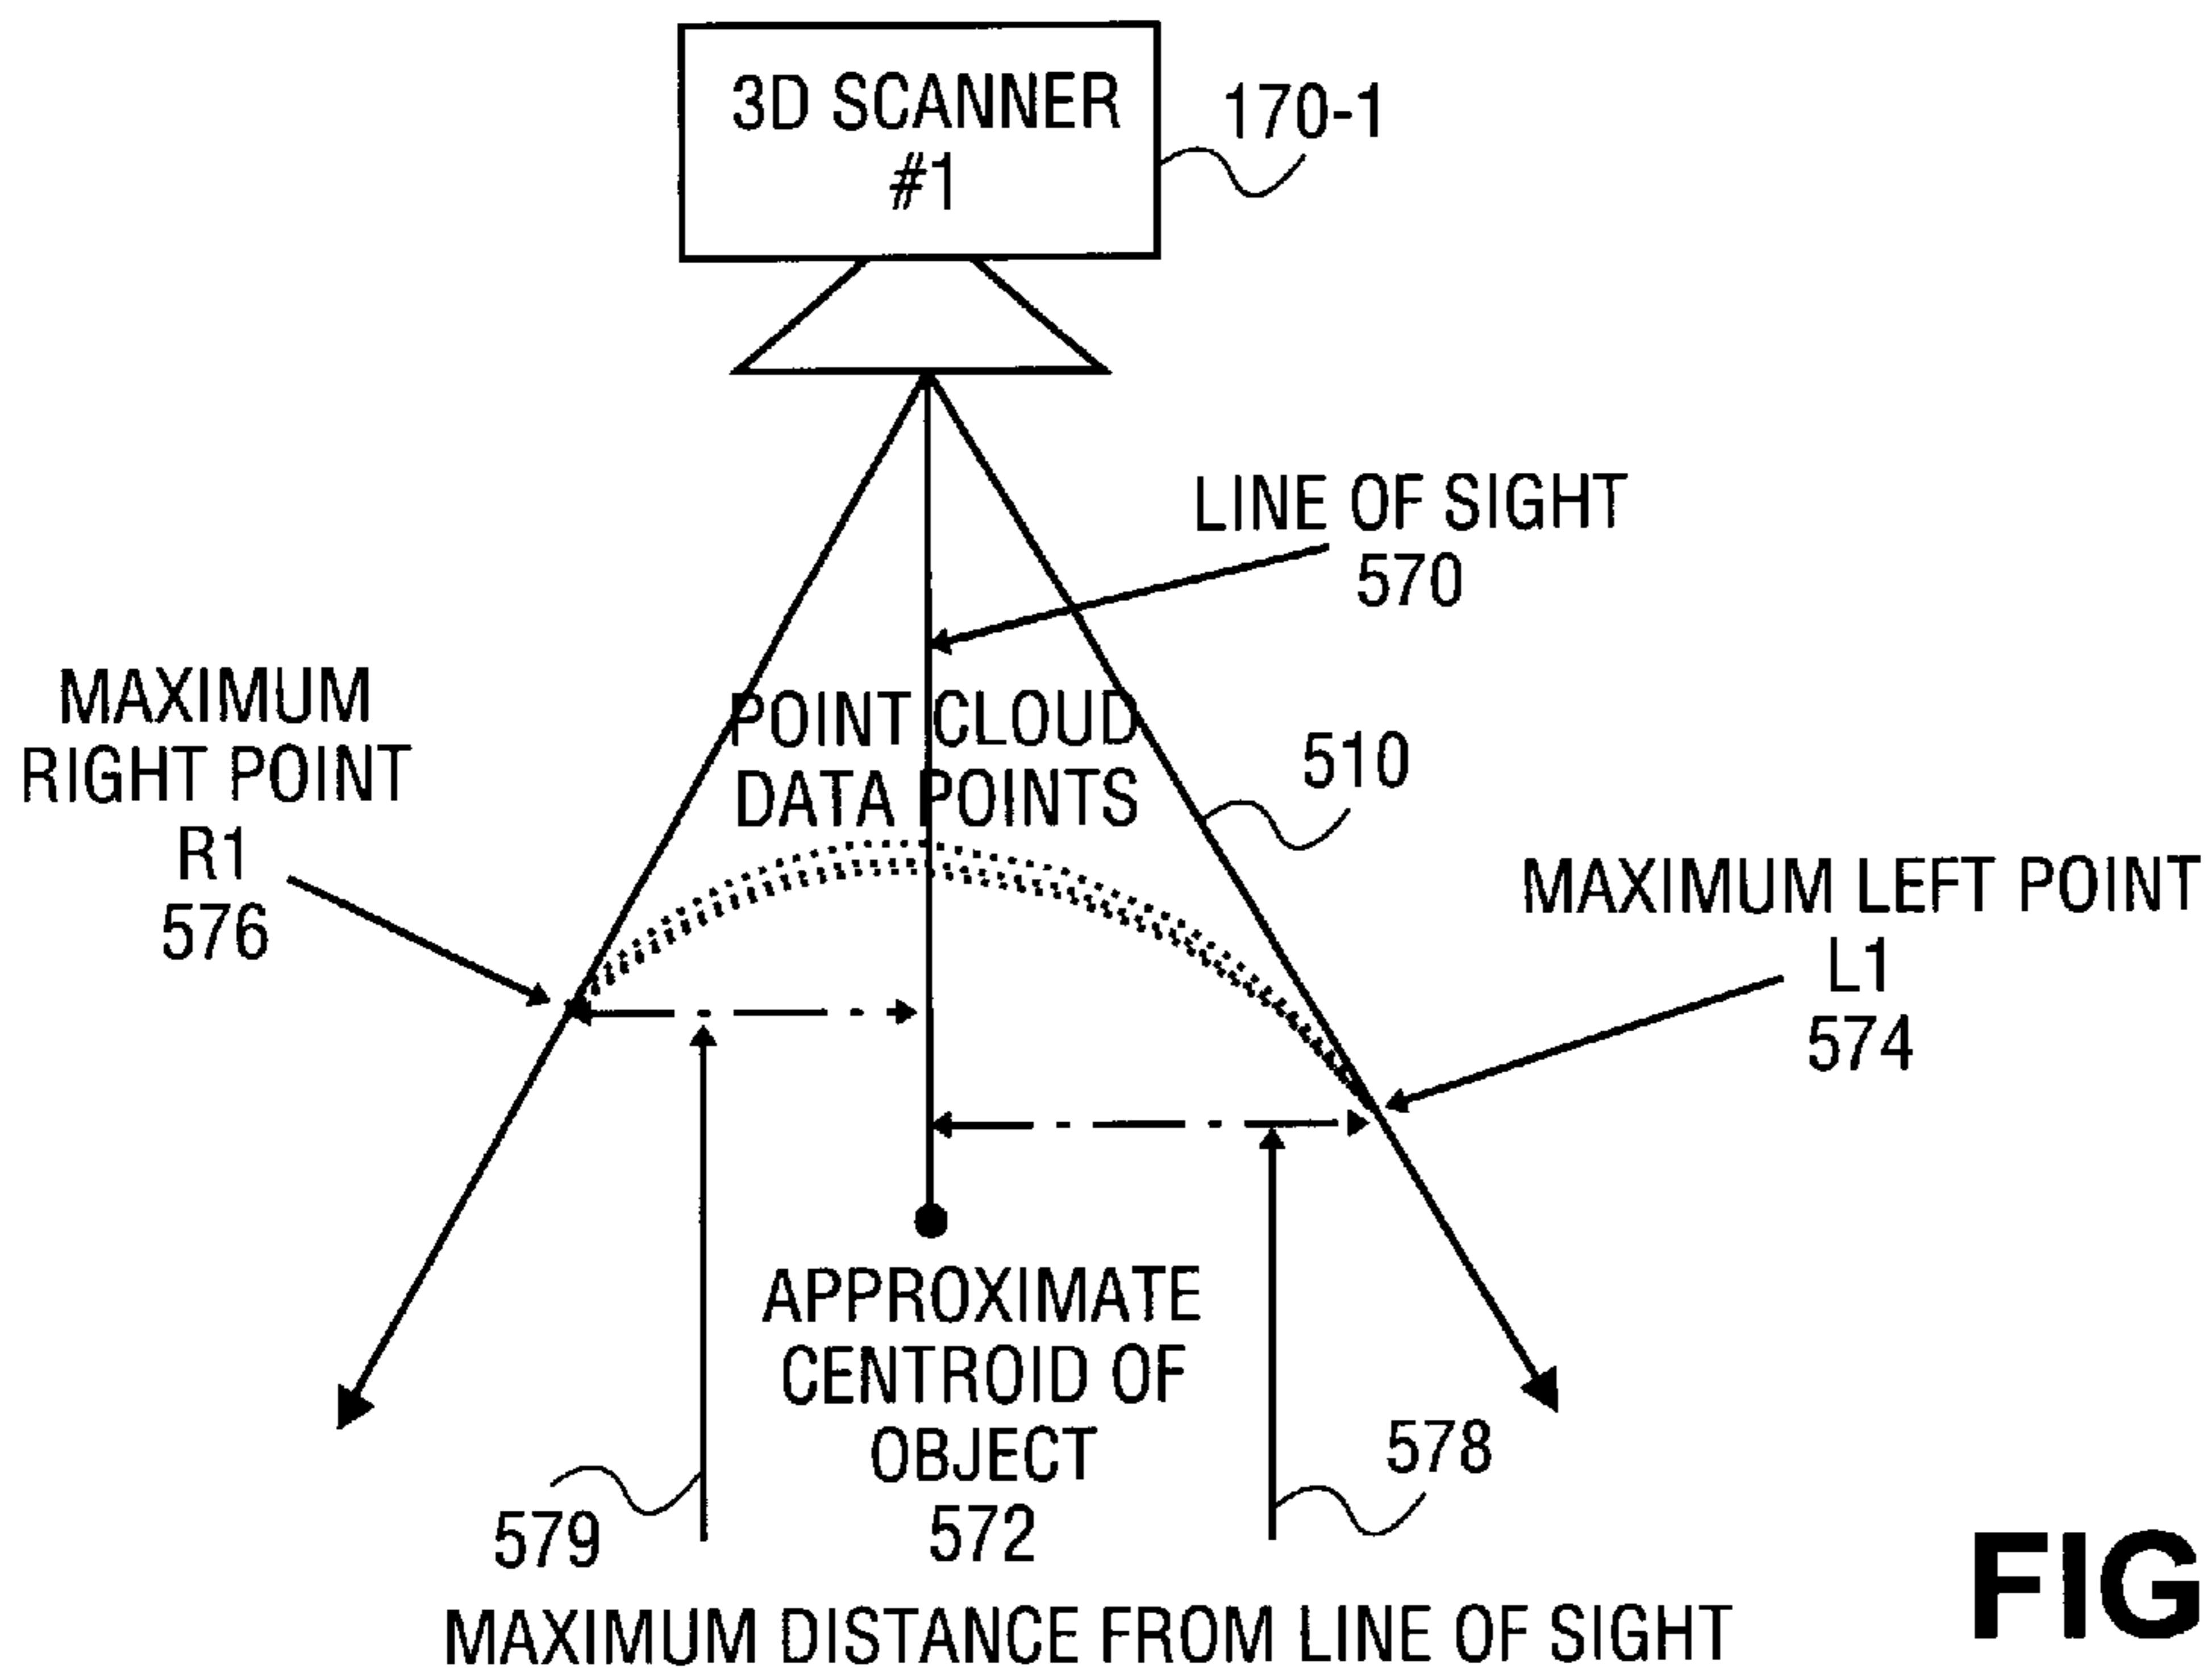 3D SCANNER
#1
170-1
LINE OF SIGHT
570
MAXIMUM
RIGHT POINT
R1
576
POINT CLOUD
DATA POINTS
510
MAXIMUM LEFT POINT
L1
574
APPROXIMATE
CENTROID OF
OBJECT
572
579
578
MAXIMUM DISTANCE FROM LINE OF SIGHT
FIG